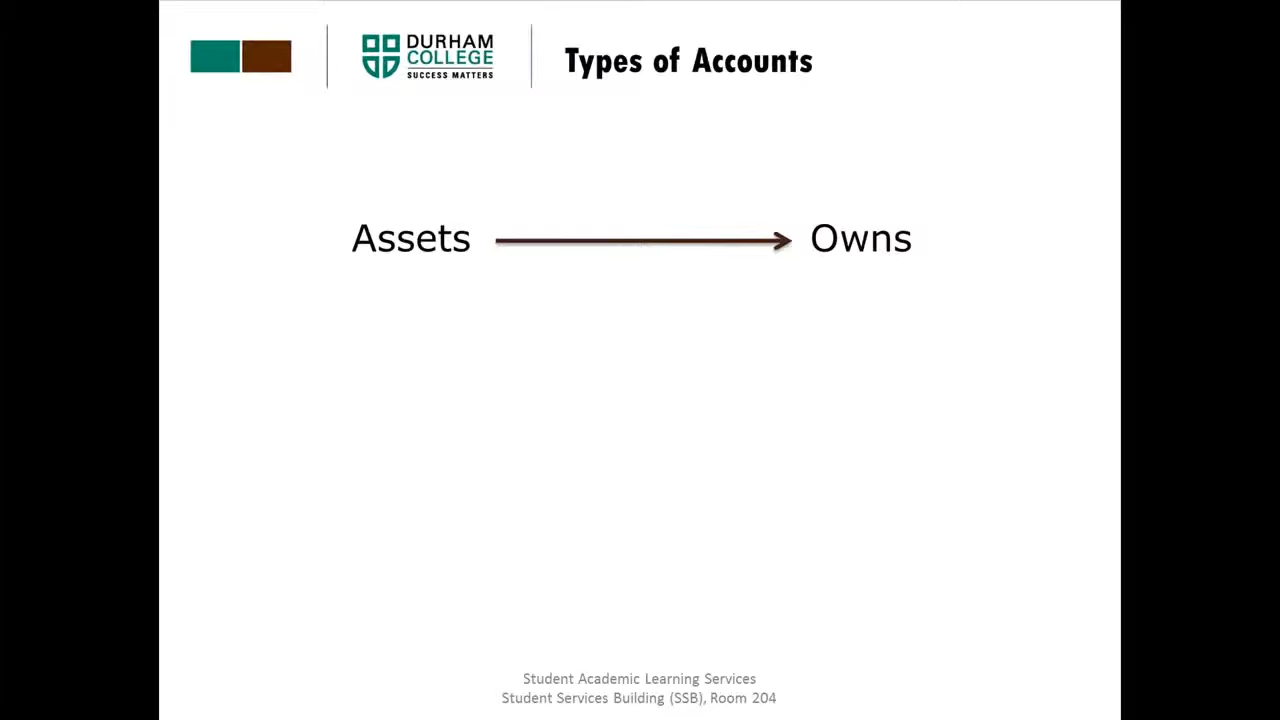 DURHAM
COLLEGE
SUCCESS MATTERS
Types of Accounts
Assets Owns
Student Academic Learning Services
Student Services Building (SSB), Room 204